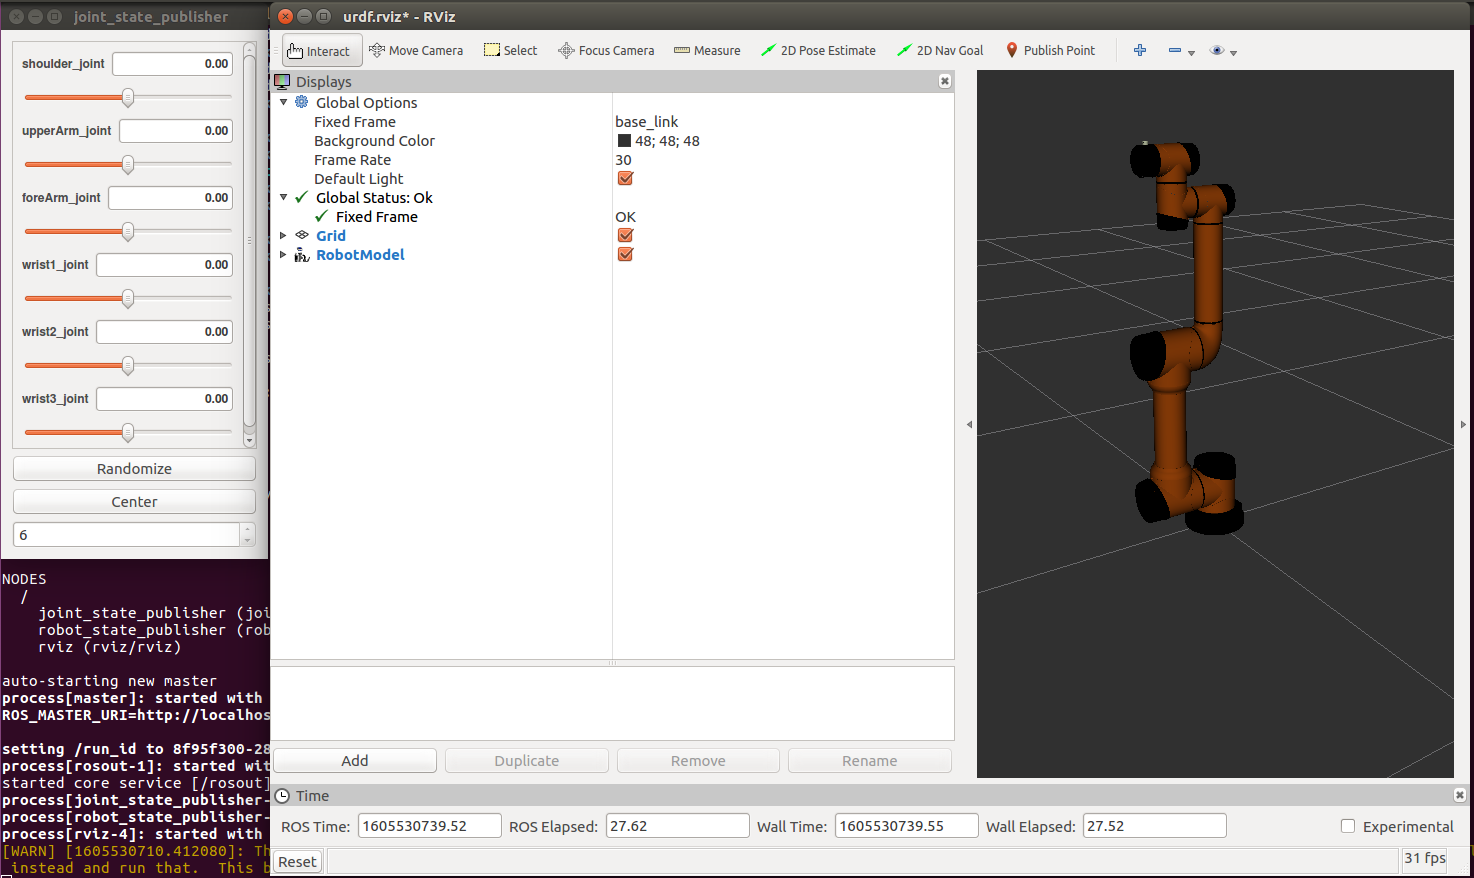 joint_state_publisher
shoulder_joint 0.00
upperArm_joint 0.00
foreArm_joint 0.00
wrist1_joint 0.00
wrist2_joint 0.00
wrist3_joint 0.00
Randomize
Center
6
NODES
/
joint_state_publisher (joi
robot_state_publisher (rob
rviz (rviz/rviz)
auto-starting new master
process[master]: started with
ROS_MASTER_URI=http://localhos
setting /run_id to 8f95f300-28
process[rosout-1]: started wit
started core service [/rosout]
process[joint_state_publisher-
process[robot_state_publisher-
process[rviz-4]: started with
[WARN] [1605530710.412080]: Th
instead and run that. This b
urdf.rviz* - RViz
Interact Move Camera Select Focus Camera Measure 2D Pose Estimate 2D Nav Goal Publish Point
Displays
Global Options
Fixed Frame base_link
Background Color 48; 48; 48
Frame Rate 30
Default Light
Global Status: Ok
Fixed Frame OK
Grid
RobotModel
Add Duplicate Remove Rename
Time
ROS Time: 1605530739.52 ROS Elapsed: 27.62 Wall Time: 1605530739.55 Wall Elapsed: 27.52 Experimental
Reset 31 fps